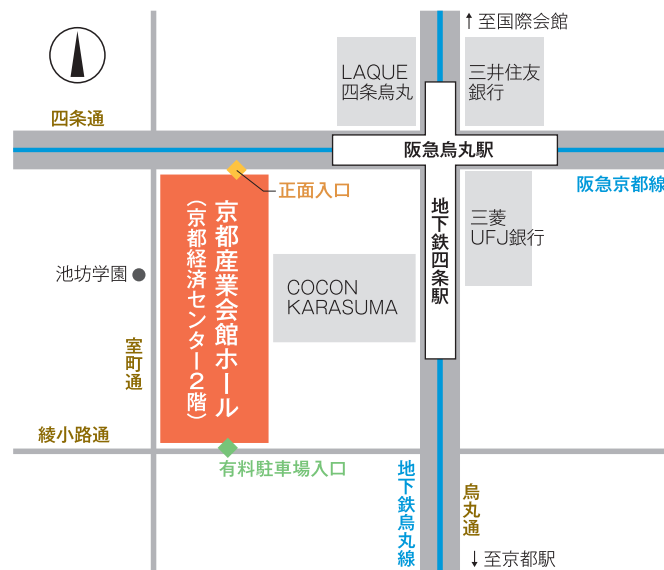 ↑至国際会館
LAQUE
四条烏丸
三井住友
銀行
四条通
阪急烏丸駅
阪急京都線
正面入口
地下鉄四条駅
三菱
UFJ銀行
京都産業会館ホール
（京都経済センター2階）
池坊学園
COCON
KARASUMA
室町通
綾小路通
有料駐車場入口
地下鉄烏丸線
烏丸通
↓至京都駅